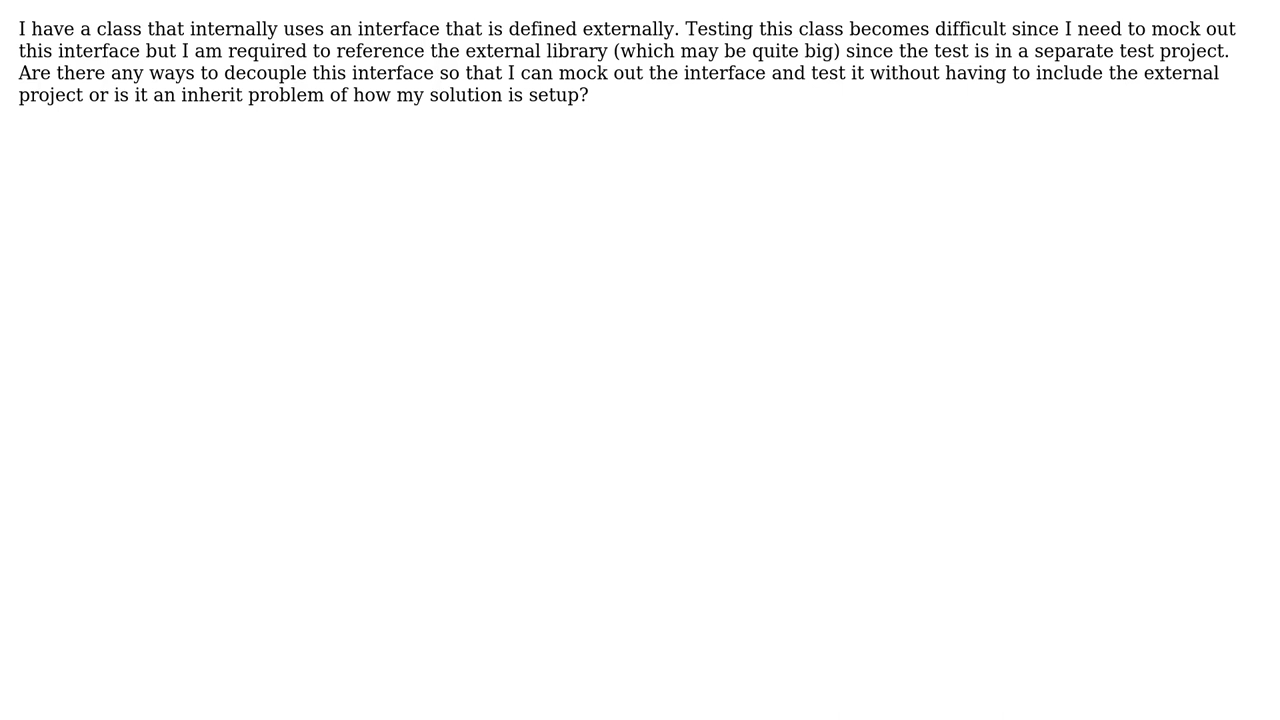 I have a class that internally uses an interface that is defined externally. Testing this class becomes difficult since I need to mock out
this interface but I am required to reference the external library (which may be quite big) since the test is in a separate test project.
Are there any ways to decouple this interface so that I can mock out the interface and test it without having to include the external
project or is it an inherit problem of how my solution is setup?